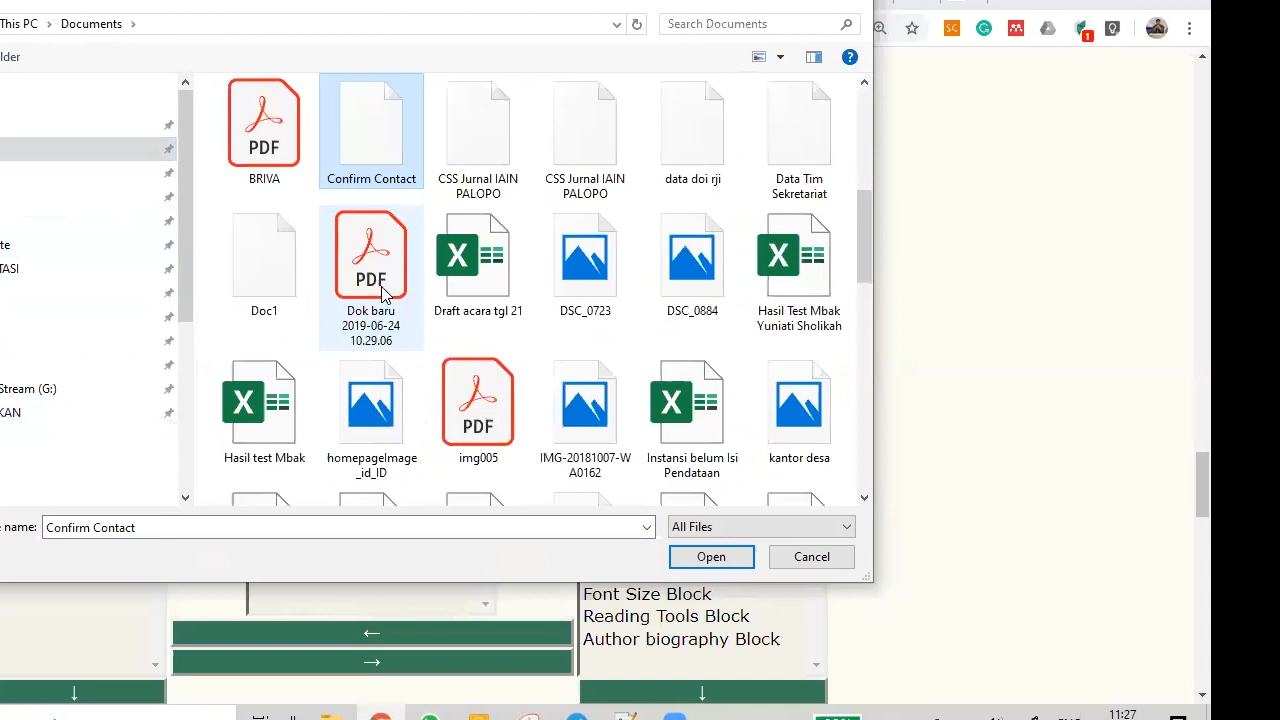 This PC > Documents >
Search Documents
SC
1
older
BRIVA
Confirm Contact
CSS Jurnal IAIN
PALOPO
CSS Jurnal IAIN
PALOPO
data doi rji
Data Tim
Sekretariat
PDF
te
TASI
Doc1
PDF
Dok baru
2019-06-24
10.29.06
Draft acara tgl 21
DSC_0723
DSC_0884
Hasil Test Mbak
Yuniati Sholikah
Stream (G:)
KAN
Hasil test Mbak
homepageImage
_id_ID
PDF
img005
IMG-20181007-W
A0162
Instansi belum Isi
Pendataan
kantor desa
name:
Confirm Contact
All Files
Open
Cancel
Font Size Block
Reading Tools Block
Author biography Block
←
→
↓
↓
11:27